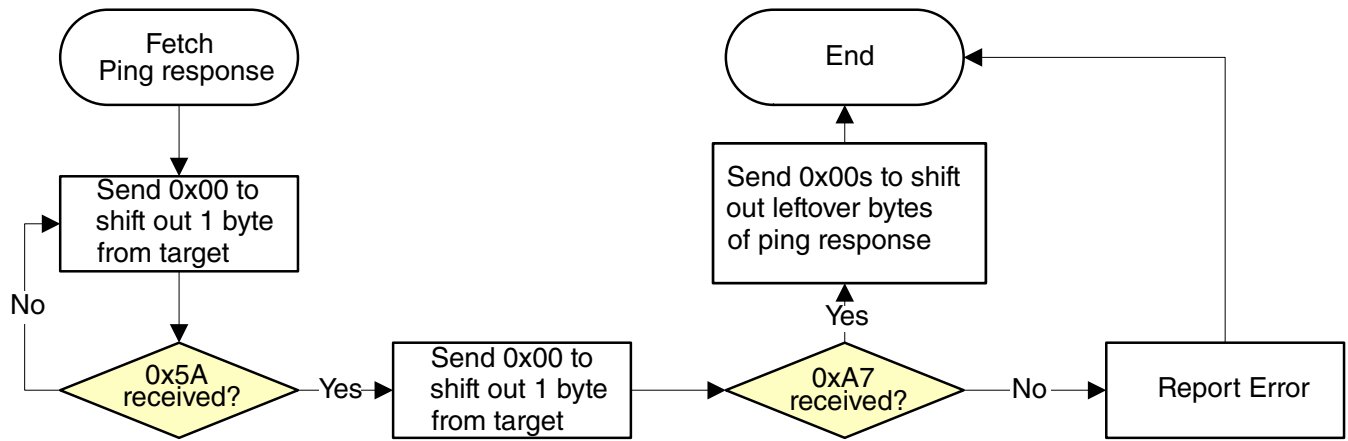 Fetch
Ping response
End
Send 0x00 to
shift out 1 byte
from target
Send 0x00s to shift
out leftover bytes
of ping response
No
Yes
0x5A
received?
Yes
Send 0x00 to
shift out 1 byte
from target
0xA7
received?
No
Report Error